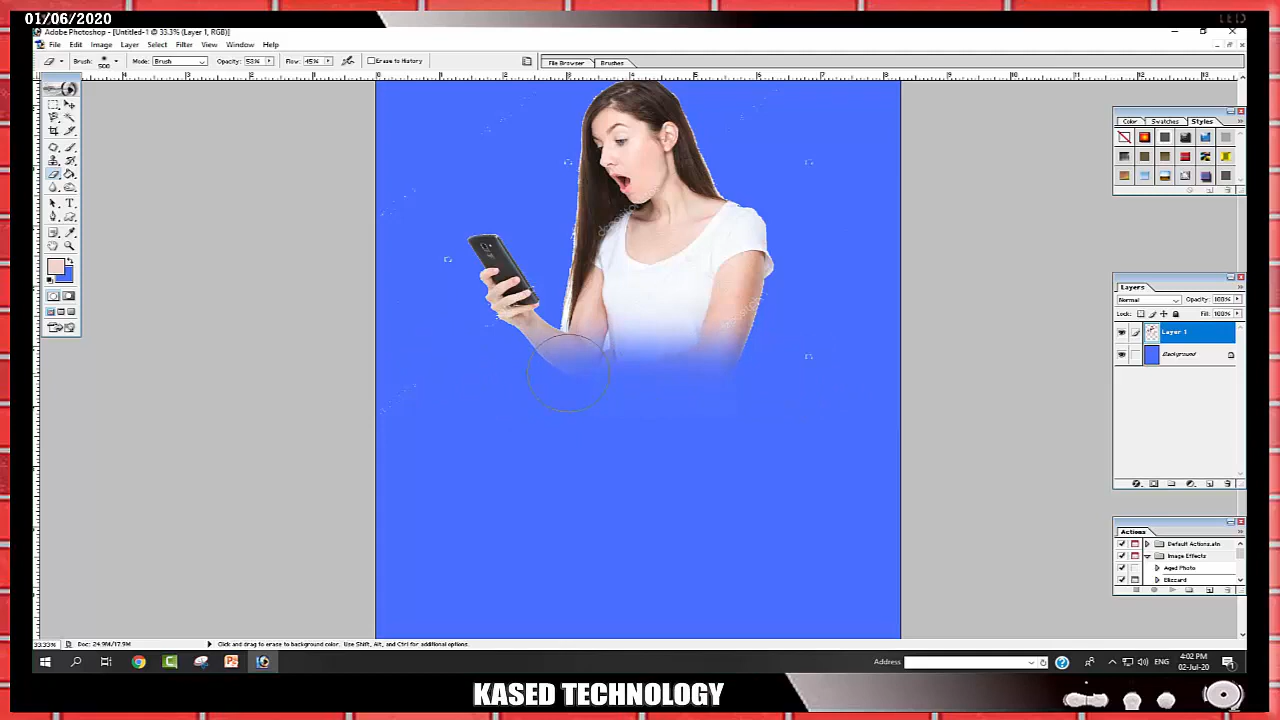 01/06/2020
Adobe Photoshop - [Untitled-1 @ 33.3% (Layer 1, RGB)]
File Edit Image Layer Select Filter View Window Help
Brush: 500 Mode: Brush Opacity: 58% Flow: 45% Erase to History File Browser Brushes
Color Swatches Styles
Layers
Normal Opacity: 100%
Lock: Fill: 100%
Layer 1
Background
Actions
Default Actions.atn
Image Effects
Aged Photo
Blizzard
33.33% Doc: 24.9M/17.9M Click and drag to erase to background color. Use Shift, Alt, and Ctrl for additional options.
Address ENG 4:02 PM
02-Jul-20
KASED TECHNOLOGY